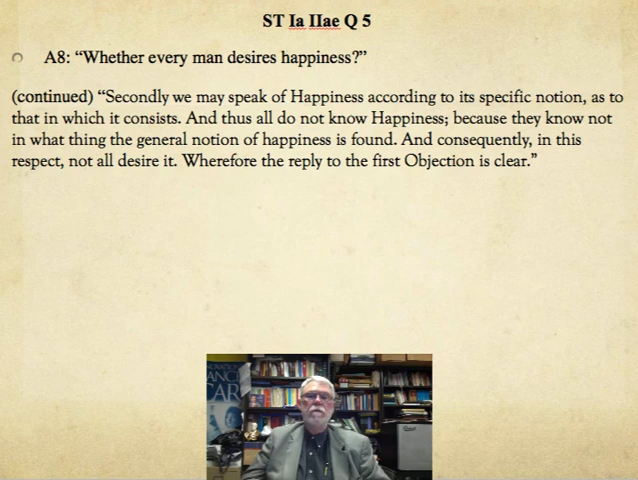 ST Ia IIae Q 5
A8: “Whether every man desires happiness?”
(continued) “Secondly we may speak of Happiness according to its specific notion, as to
that in which it consists. And thus all do not know Happiness; because they know not
in what thing the general notion of happiness is found. And consequently, in this
respect, not all desire it. Wherefore the reply to the first Objection is clear.”